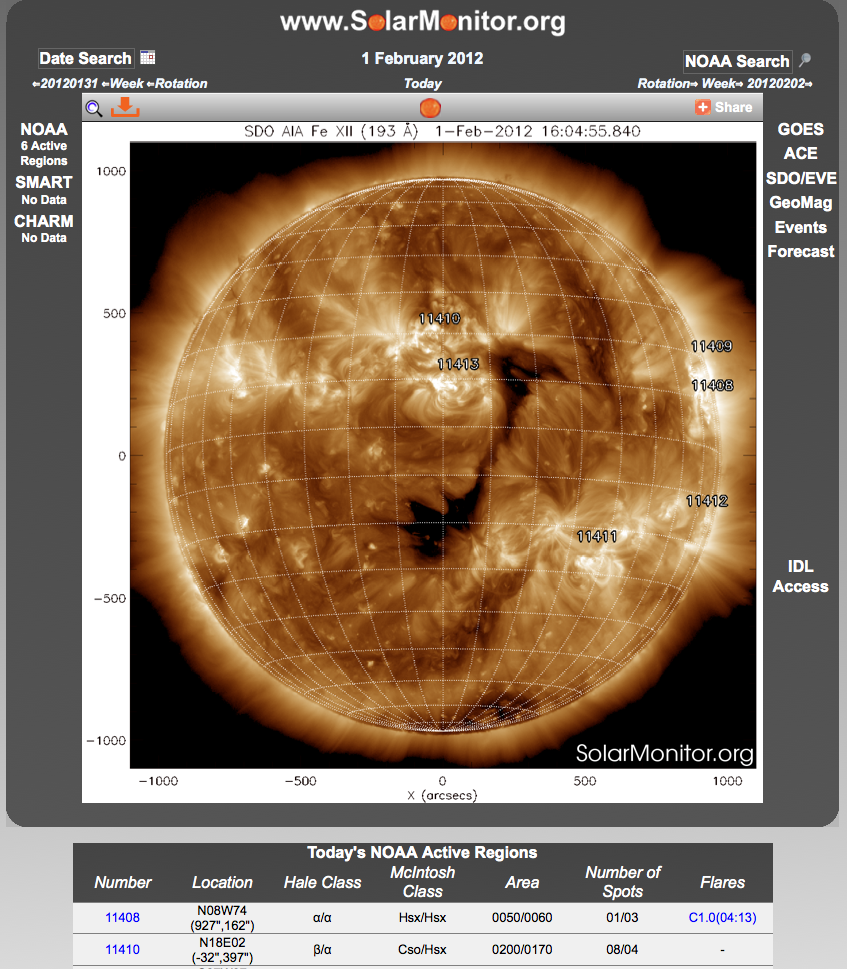 www.SolarMonitor.org
Date Search
1 February 2012
NOAA Search
⇐20120131 ⇐Week ⇐Rotation
Today
Rotation⇒ Week⇒ 20120202⇒
Share
NOAA
6 Active
Regions
SMART
No Data
CHARM
No Data
GOES
ACE
SDO/EVE
GeoMag
Events
Forecast
IDL
Access
SDO AIA Fe XII (193 Å) 1-Feb-2012 16:04:55.840
1000
500
0
-500
-1000
11410
11413
11409
11408
11412
11411
SolarMonitor.org
-1000 -500 0 500 1000
X (arcsecs)
Today's NOAA Active Regions
Number Location Hale Class McIntosh Class Area Number of Spots Flares
11408 N08W74 (927",162") α/α Hsx/Hsx 0050/0060 01/03 C1.0(04:13)
11410 N18E02 (-32",397") β/α Cso/Hsx 0200/0170 08/04 -